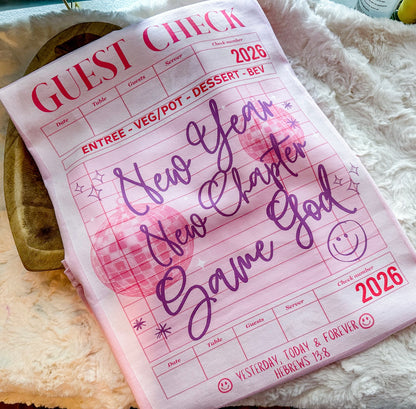 GUEST CHECK
Date Table Guests Server Check number
2026
ENTREE - VEG/POT - DESSERT - BEV
New Year
New Chapter
Same God
Date Table Guests Server Check Number
2026
YESTERDAY, TODAY & FOREVER
HEBREWS 13:8